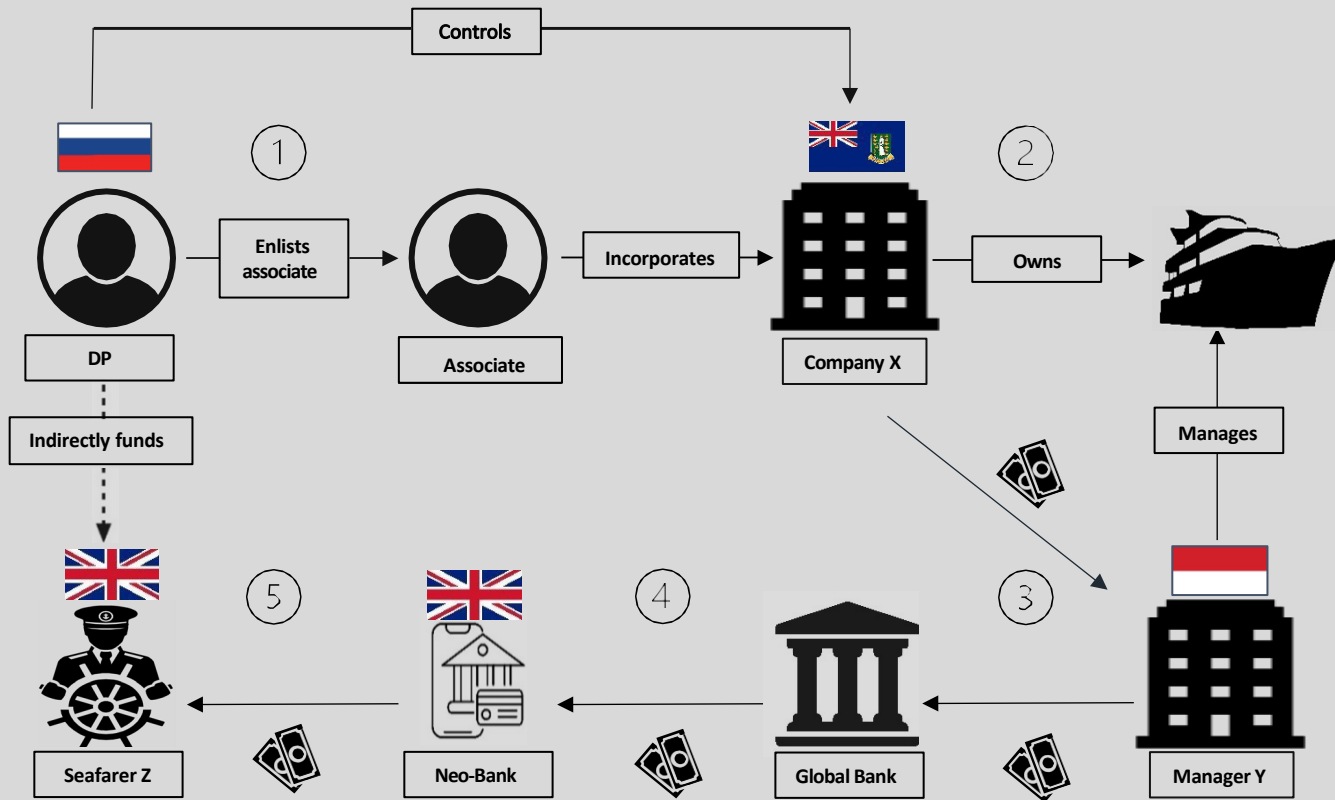 Controls
1
2
Enlists
associate
Incorporates
Owns
DP
Associate
Company X
Indirectly funds
Manages
5
4
3
Seafarer Z
Neo-Bank
Global Bank
Manager Y